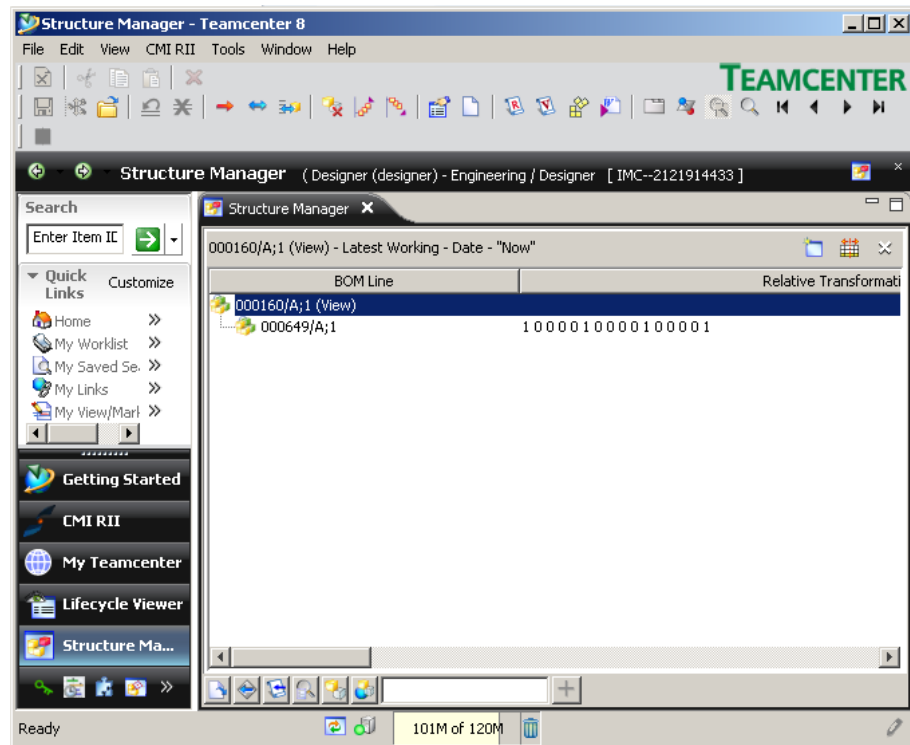 Structure Manager - Teamcenter 8
File Edit View CMI RII Tools Window Help
TEAMCENTER
Structure Manager ( Designer (designer) - Engineering / Designer [ IMC--2121914433 ]
Search
Enter Item ID
Quick Links
Customize
Home
My Worklist
My Saved Se
My Links
My View/Mark
Getting Started
CMI RII
My Teamcenter
Lifecycle Viewer
Structure Ma...
Structure Manager
000160/A;1 (View) - Latest Working - Date - "Now"
BOM Line Relative Transformati
000160/A;1 (View)
000649/A;1 1 0 0 0 0 1 0 0 0 0 1 0 0 0 0 1
Ready 101M of 120M